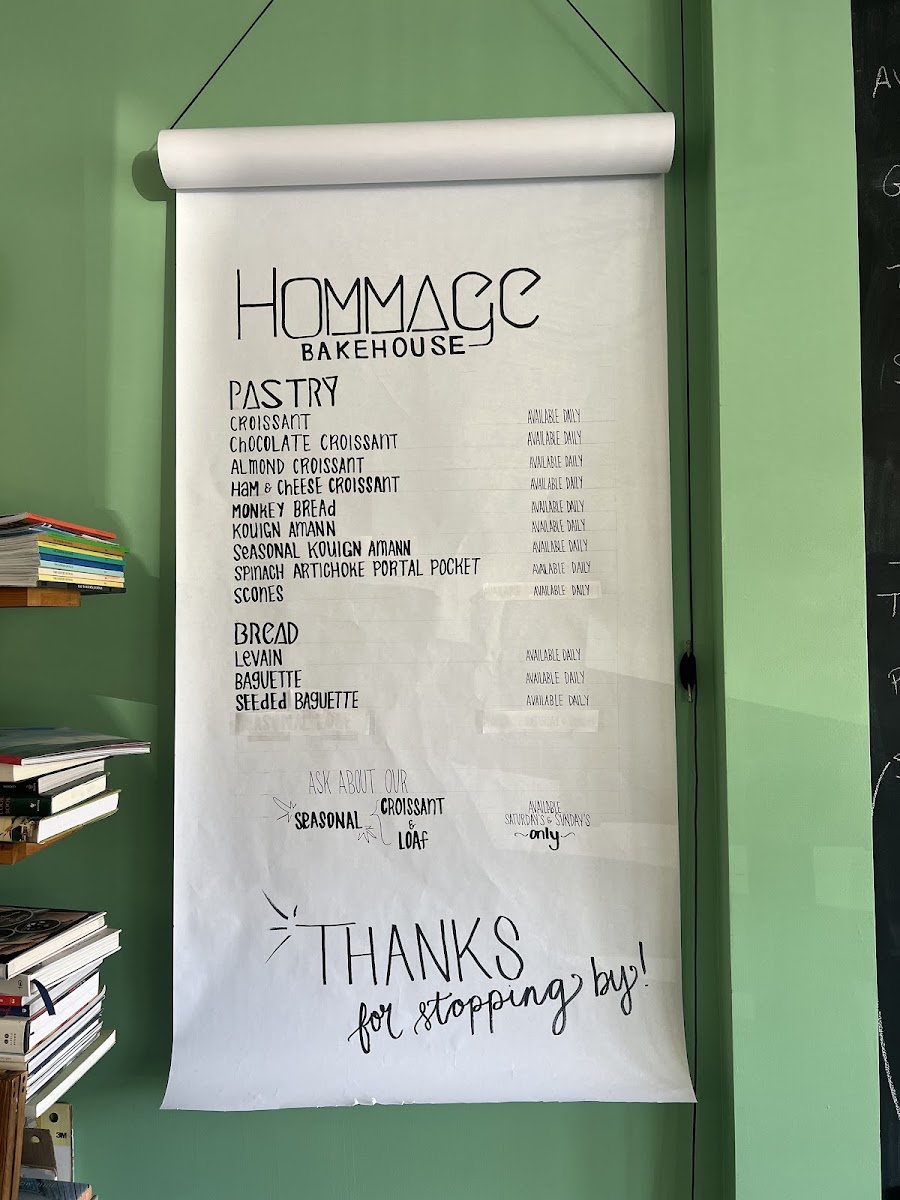 HOMMAGE
BAKEHOUSE
PASTRY
CROISSANT AVAILABLE DAILY
CHOCOLATE CROISSANT AVAILABLE DAILY
ALMOND CROISSANT AVAILABLE DAILY
HAM & CHEESE CROISSANT AVAILABLE DAILY
MONKEY BREAD AVAILABLE DAILY
KOUIGN AMANN AVAILABLE DAILY
SEASONAL KOUIGN AMANN AVAILABLE DAILY
SPINACH ARTICHOKE PORTAL POCKET AVAILABLE DAILY
SCONES AVAILABLE DAILY
BREAD
LEVAIN AVAILABLE DAILY
BAGUETTE AVAILABLE DAILY
SEEDED BAGUETTE AVAILABLE DAILY
ASK ABOUT OUR
SEASONAL CROISSANT & LOAF
AVAILABLE
SATURDAY'S & SUNDAY'S
~only~
THANKS
for stopping by!
3M